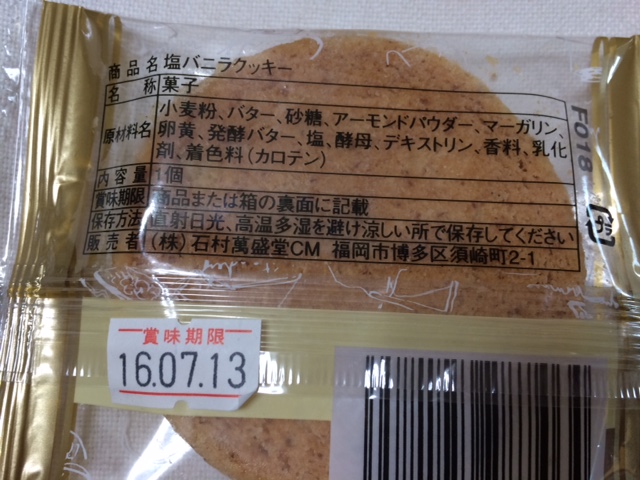 商品名 塩バニラクッキー
名称 菓子
原材料名 小麦粉、バター、砂糖、アーモンドパウダー、マーガリン、
卵黄、発酵バター、塩、酵母、デキストリン、香料、乳化
剤、着色料(カロテン)
内容量 1個
賞味期限 商品または箱の裏面に記載
保存方法 直射日光、高温多湿を避け涼しい所で保存してください
販売者 (株)石村萬盛堂CM 福岡市博多区須崎町2-1
F018
プラ
賞味期限
16.07.13